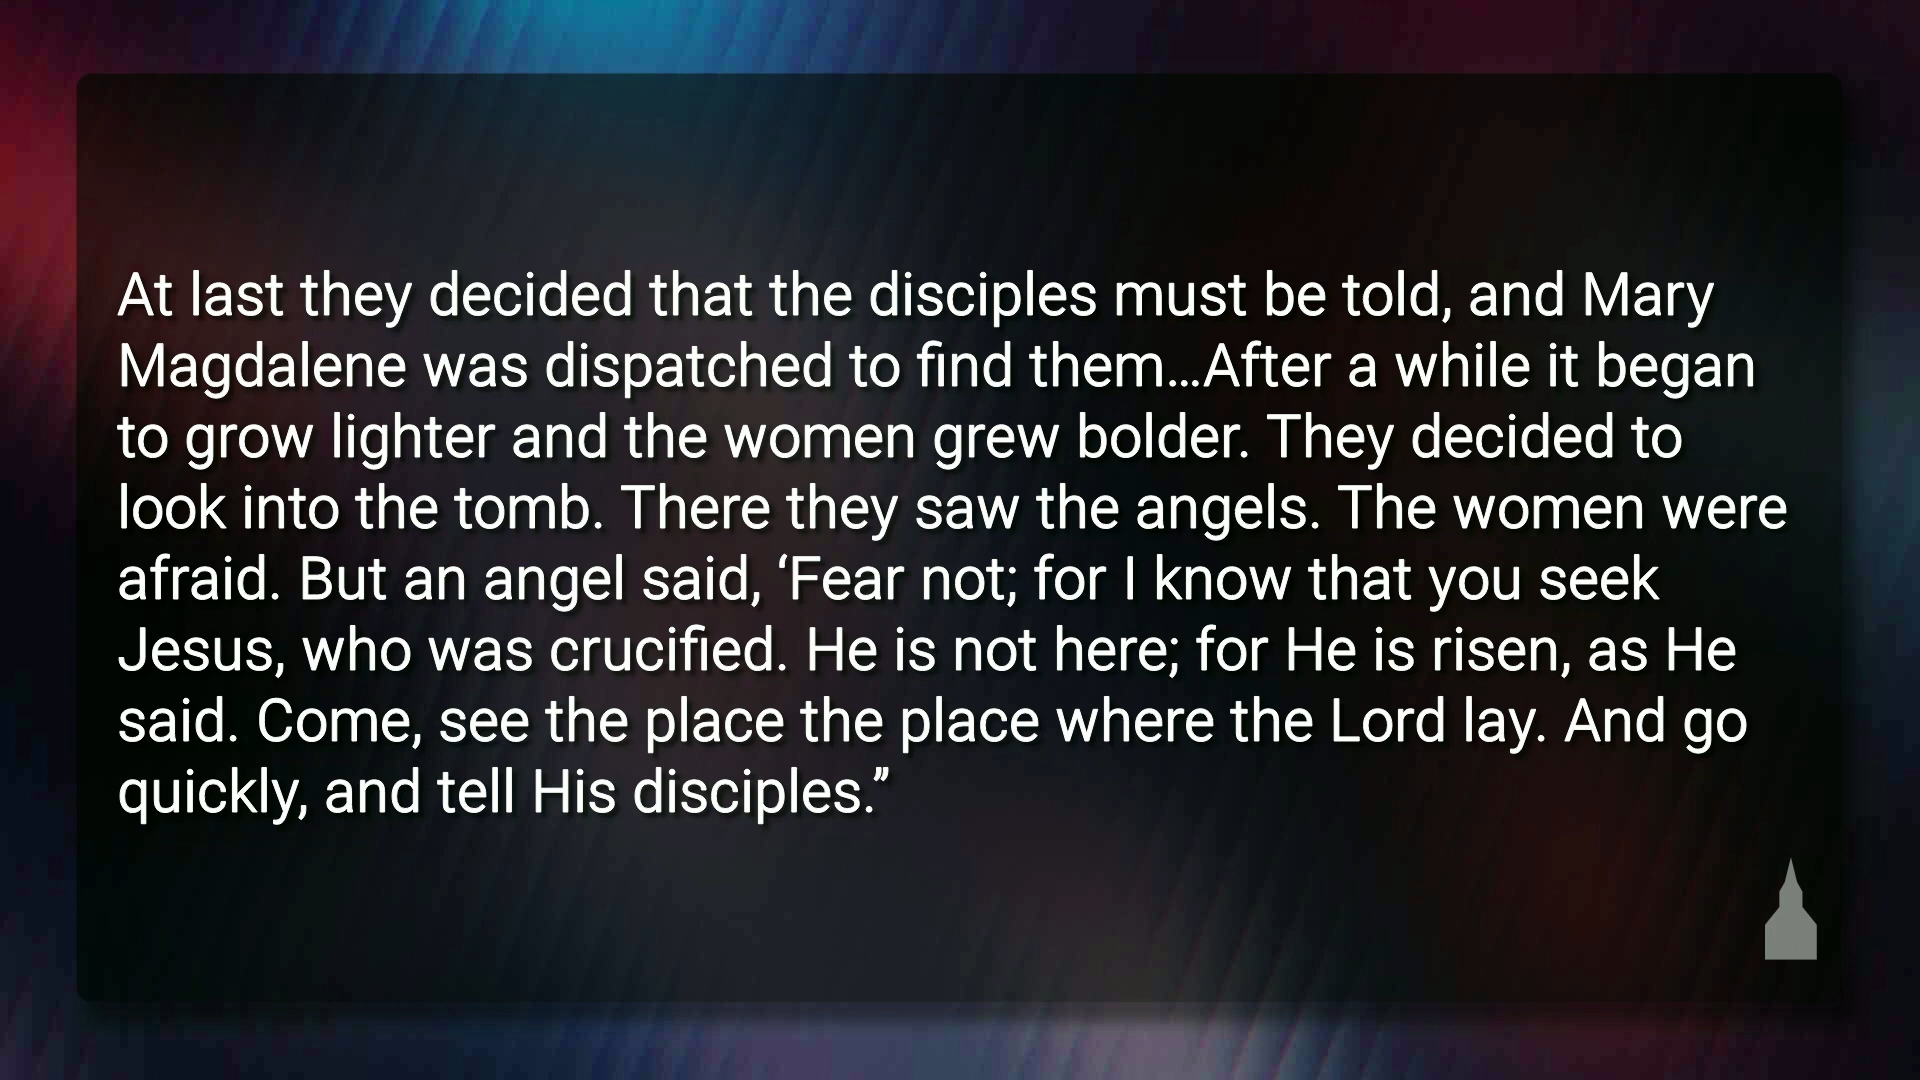 At last they decided that the disciples must be told, and Mary
Magdalene was dispatched to find them…After a while it began
to grow lighter and the women grew bolder. They decided to
look into the tomb. There they saw the angels. The women were
afraid. But an angel said, ‘Fear not; for I know that you seek
Jesus, who was crucified. He is not here; for He is risen, as He
said. Come, see the place the place where the Lord lay. And go
quickly, and tell His disciples.”